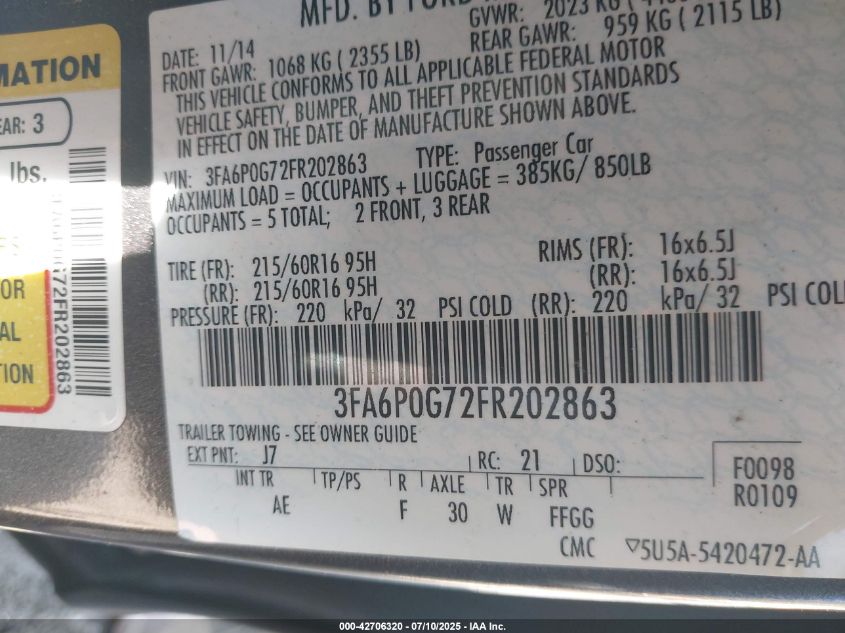 MFD. BY FORD
GVWR: 2023 KG
DATE: 11/14
FRONT GAWR: 1068 KG ( 2355 LB)
REAR GAWR: 959 KG ( 2115 LB)
THIS VEHICLE CONFORMS TO ALL APPLICABLE FEDERAL MOTOR
VEHICLE SAFETY, BUMPER, AND THEFT PREVENTION STANDARDS
IN EFFECT ON THE DATE OF MANUFACTURE SHOWN ABOVE.
VIN: 3FA6P0G72FR202863 TYPE: Passenger Car
MAXIMUM LOAD = OCCUPANTS + LUGGAGE = 385KG/ 850LB
OCCUPANTS = 5 TOTAL; 2 FRONT, 3 REAR
TIRE (FR): 215/60R16 95H RIMS (FR): 16x6.5J
(RR): 215/60R16 95H (RR): 16x6.5J
PRESSURE (FR): 220 kPa/ 32 PSI COLD (RR): 220 kPa/ 32 PSI COLD
3FA6P0G72FR202863
TRAILER TOWING - SEE OWNER GUIDE
EXT PNT: J7 RC: 21 DSO:
INT TR TP/PS R AXLE TR SPR
AE F 30 W FFGG
F0098
R0109
CMC ▽5U5A-5420472-AA
MATION
EAR: 3
lbs.
OR
AL
TION
G72FR202863
000-42706320 / 07/10/2025 - IAA Inc.